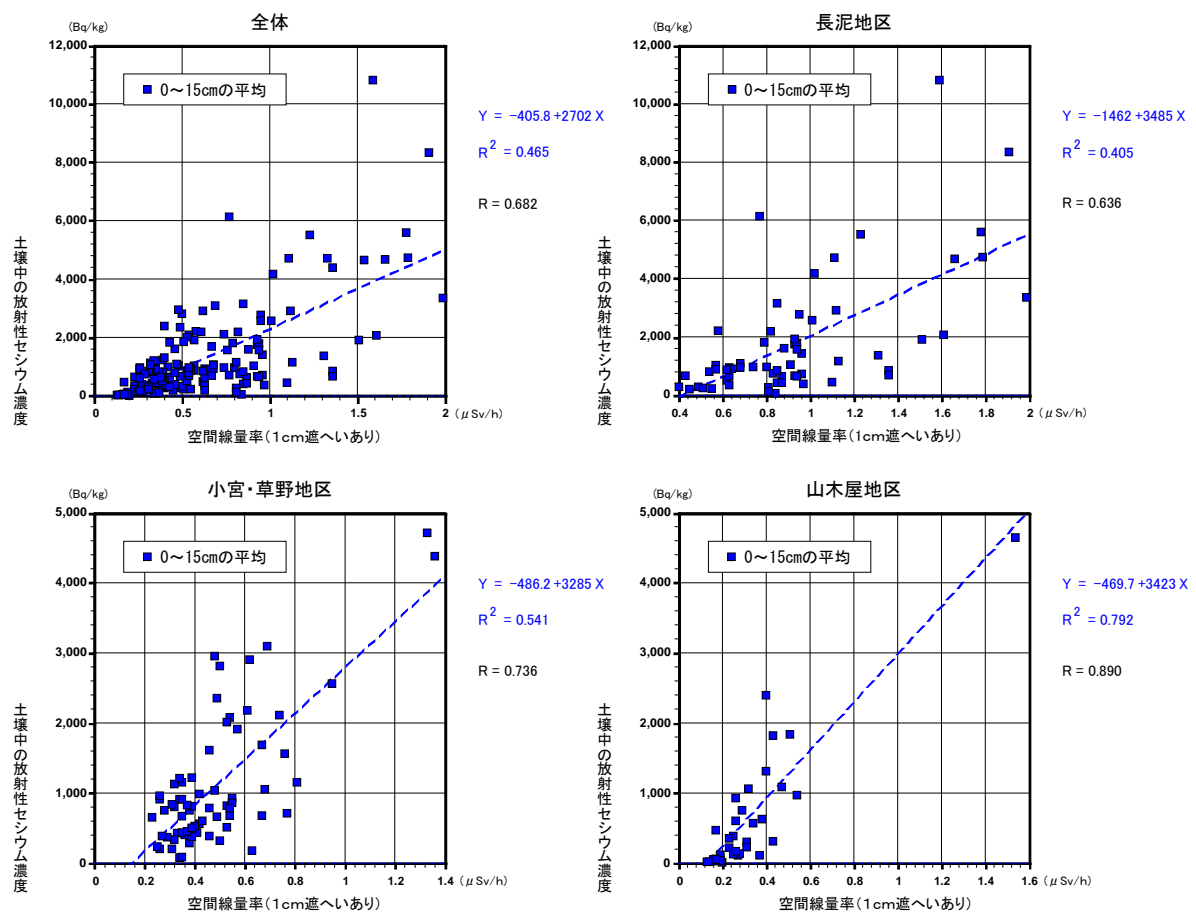 全体
(Bq/kg)
12,000
10,000
8,000
6,000
4,000
2,000
0
0～15cmの平均
Y = -405.8 +2702 X
R2 = 0.465
R = 0.682
土壌中の放射性セシウム濃度
0 0.5 1 1.5 2 (μSv/h)
空間線量率(1cm遮へいあり)
長泥地区
(Bq/kg)
12,000
10,000
8,000
6,000
4,000
2,000
0
0～15cmの平均
Y = -1462 +3485 X
R2 = 0.405
R = 0.636
土壌中の放射性セシウム濃度
0.4 0.6 0.8 1 1.2 1.4 1.6 1.8 2 (μSv/h)
空間線量率(1cm遮へいあり)
小宮・草野地区
(Bq/kg)
5,000
4,000
3,000
2,000
1,000
0
0～15cmの平均
Y = -486.2 +3285 X
R2 = 0.541
R = 0.736
土壌中の放射性セシウム濃度
0 0.2 0.4 0.6 0.8 1.0 1.2 1.4 (μSv/h)
空間線量率(1cm遮へいあり)
山木屋地区
(Bq/kg)
5,000
4,000
3,000
2,000
1,000
0
0～15cmの平均
Y = -469.7 +3423 X
R2 = 0.792
R = 0.890
土壌中の放射性セシウム濃度
0 0.2 0.4 0.6 0.8 1 1.2 1.4 1.6 (μSv/h)
空間線量率(1cm遮へいあり)